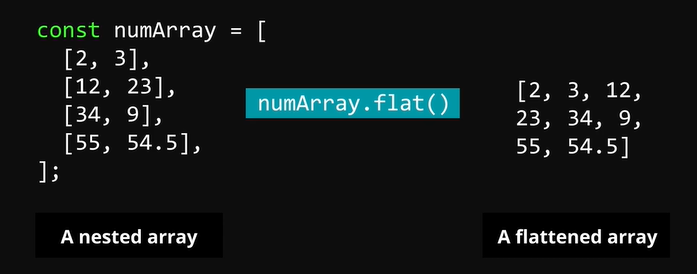 const numArray = [
[2, 3],
[12, 23],
[34, 9],
[55, 54.5],
];
numArray.flat()
[2, 3, 12,
23, 34, 9,
55, 54.5]
A nested array
A flattened array